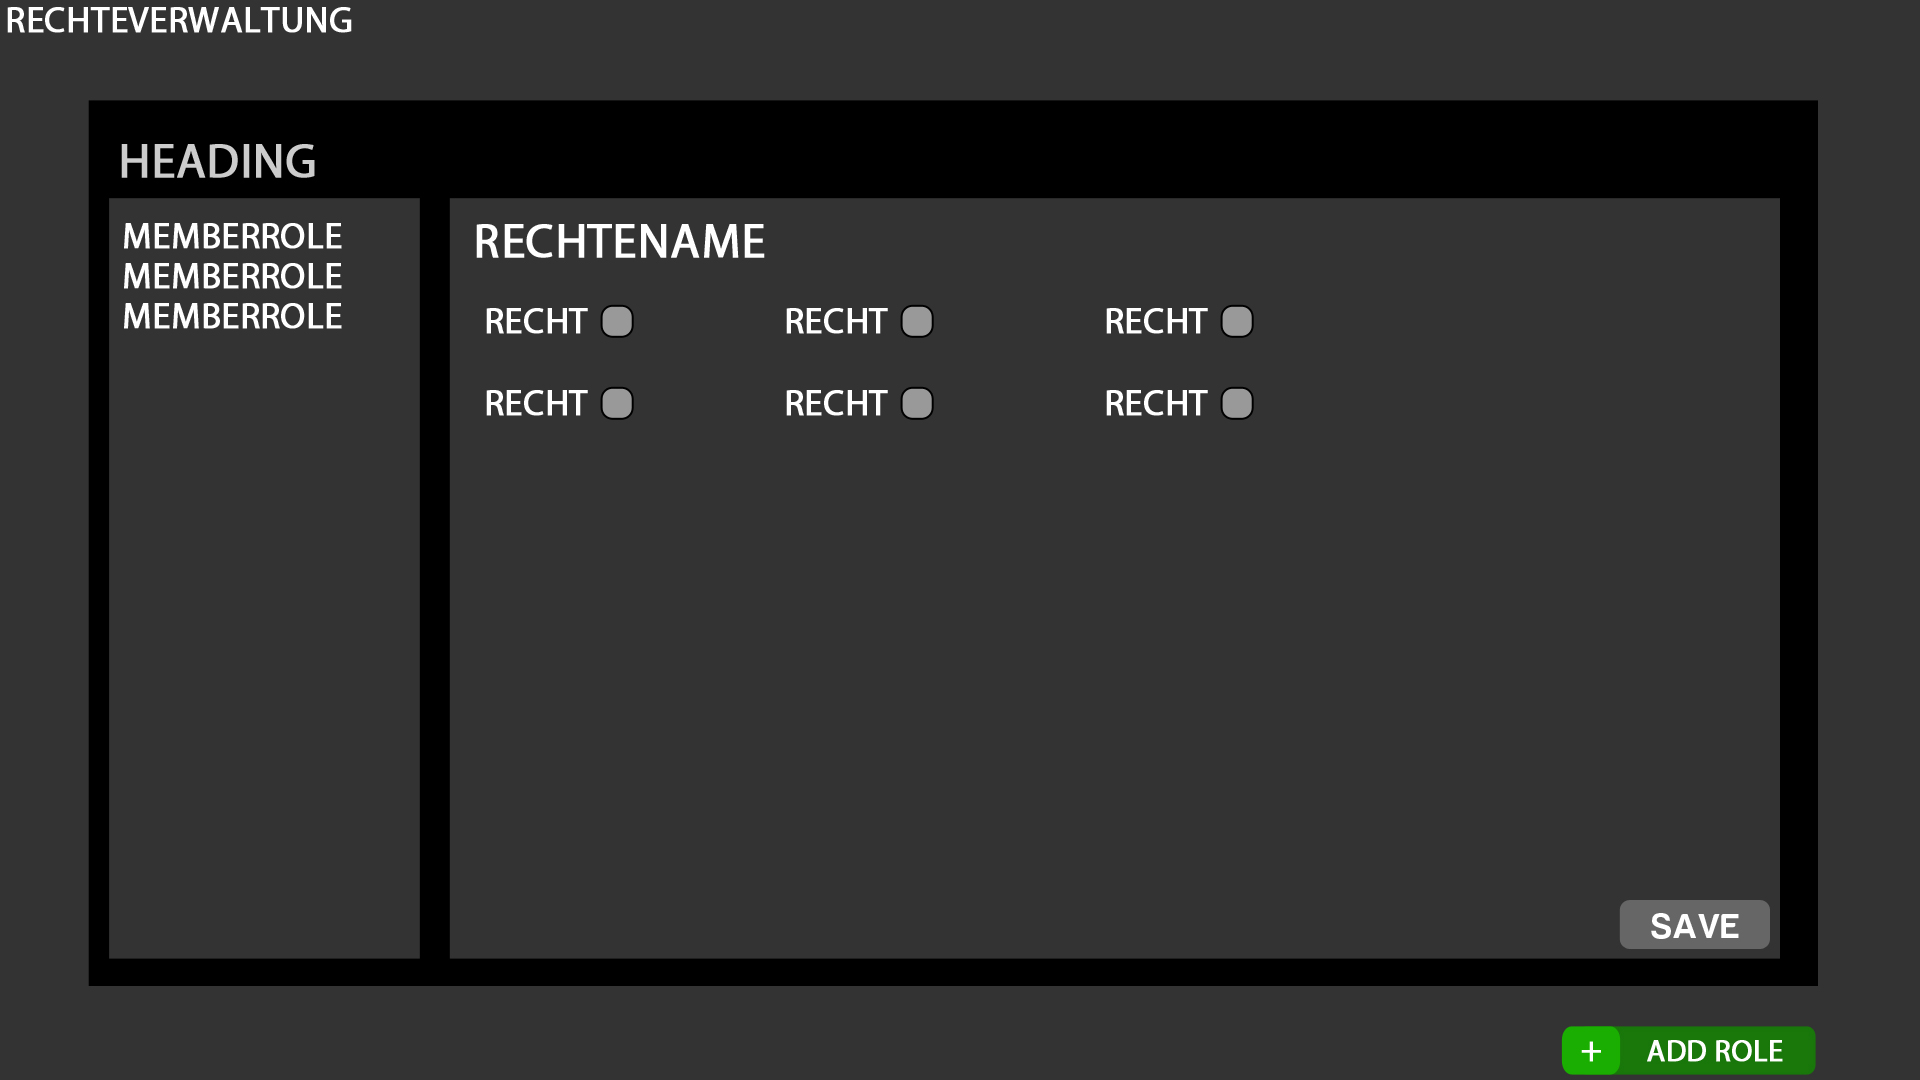 RECHTEVERWALTUNG
HEADING
MEMBERROLE
MEMBERROLE
MEMBERROLE
RECHTENAME
RECHT RECHT RECHT
RECHT RECHT RECHT
SAVE
+ ADD ROLE